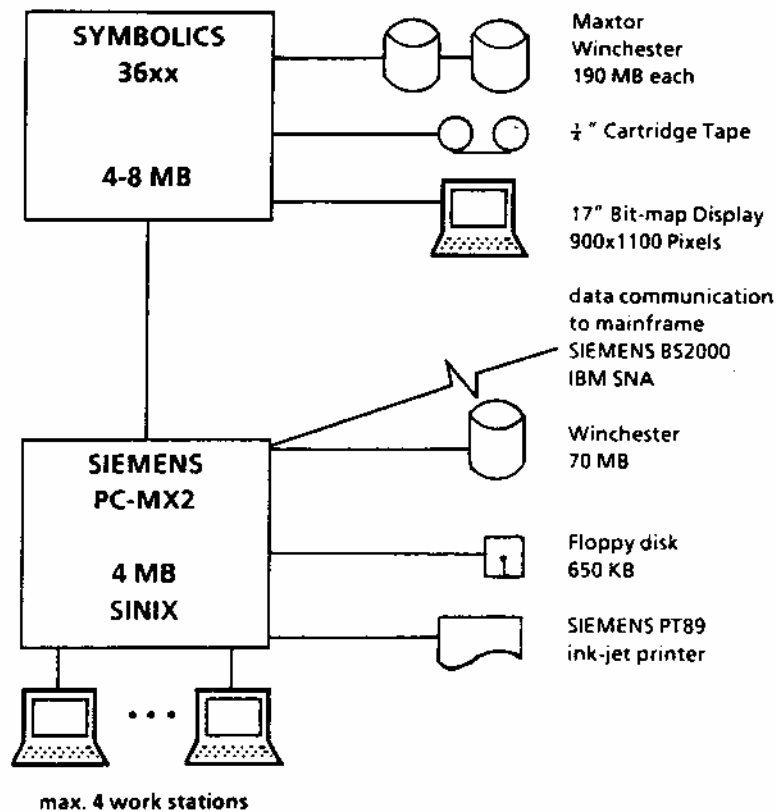 SYMBOLICS
36xx
4-8 MB
Maxtor
Winchester
190 MB each
¼" Cartridge Tape
17" Bit-map Display
900x1100 Pixels
data communication
to mainframe
SIEMENS BS2000
IBM SNA
SIEMENS
PC-MX2
4 MB
SINIX
Winchester
70 MB
Floppy disk
650 KB
SIEMENS PT89
ink-jet printer
max. 4 work stations